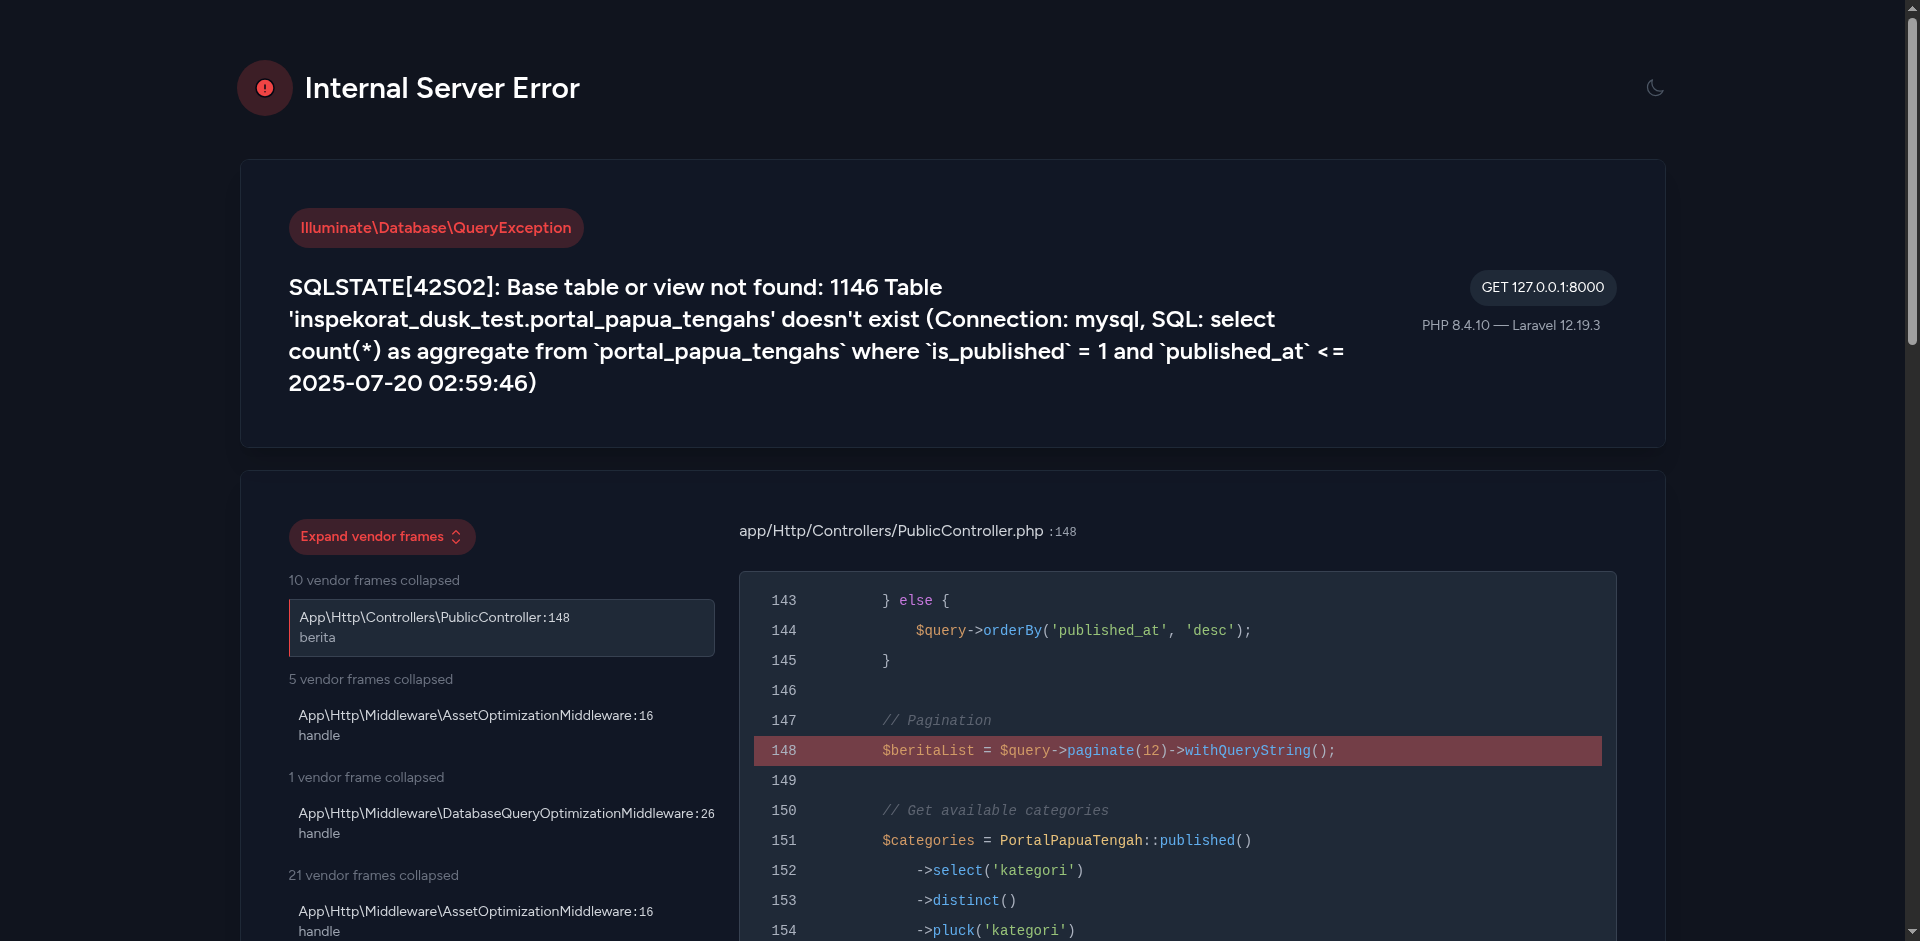 Internal Server Error
Illuminate\Database\QueryException
SQLSTATE[42S02]: Base table or view not found: 1146 Table
'inspekorat_dusk_test.portal_papua_tengahs' doesn't exist (Connection: mysql, SQL: select
count(*) as aggregate from `portal_papua_tengahs` where `is_published` = 1 and `published_at` <=
2025-07-20 02:59:46)
GET 127.0.0.1:8000
PHP 8.4.10 — Laravel 12.19.3
Expand vendor frames
10 vendor frames collapsed
App\Http\Controllers\PublicController:148
berita
5 vendor frames collapsed
App\Http\Middleware\AssetOptimizationMiddleware:16
handle
1 vendor frame collapsed
App\Http\Middleware\DatabaseQueryOptimizationMiddleware:26
handle
21 vendor frames collapsed
App\Http\Middleware\AssetOptimizationMiddleware:16
handle
app/Http/Controllers/PublicController.php :148
143 } else {
144 $query->orderBy('published_at', 'desc');
145 }
146
147 // Pagination
148 $beritaList = $query->paginate(12)->withQueryString();
149
150 // Get available categories
151 $categories = PortalPapuaTengah::published()
152 ->select('kategori')
153 ->distinct()
154 ->pluck('kategori')